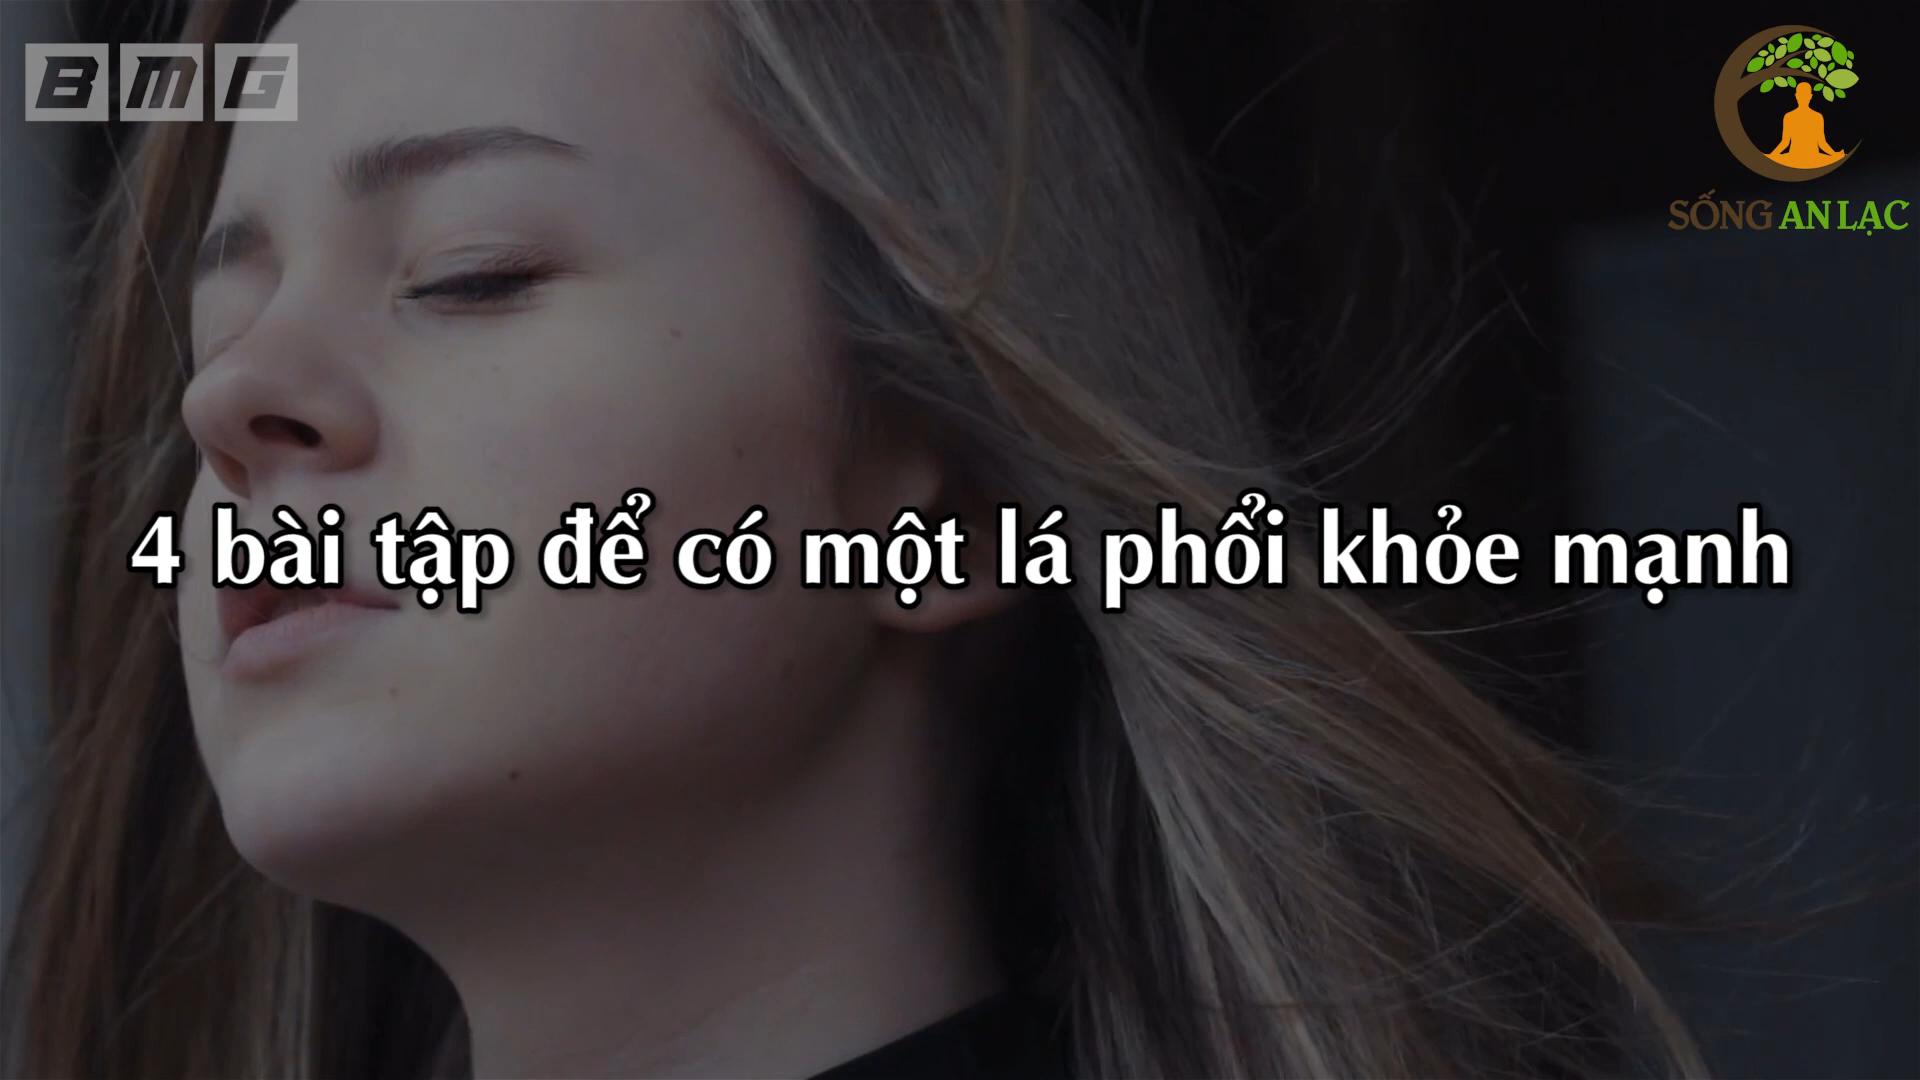 BMG
SỐNG AN LẠC
4 bài tập để có một lá phổi khỏe mạnh